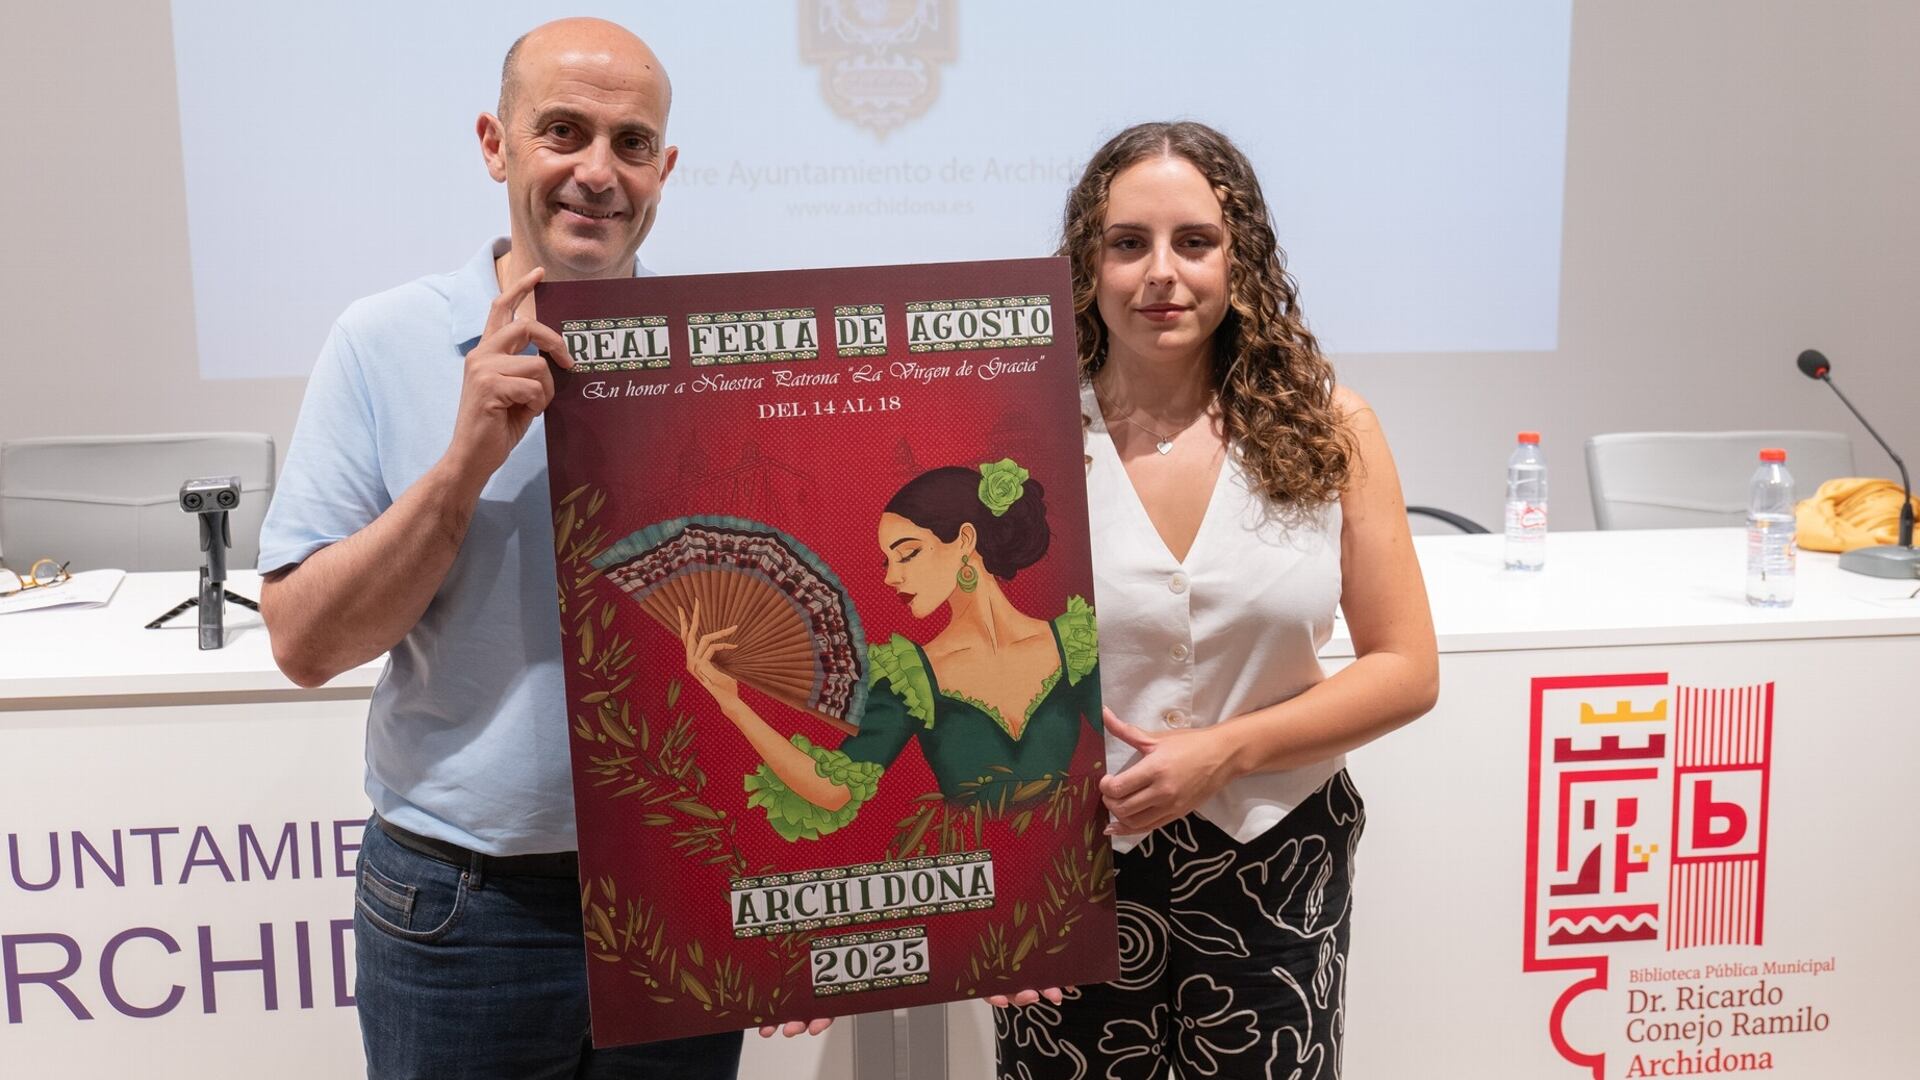 stre Ayuntamiento de Archid
www.archidona.es
REAL FERIA DE AGOSTO
En honor a Nuestra Patrona "La Virgen de Gracia"
DEL 14 AL 18
ARCHIDONA
2025
UNTAMIE
RCHID
b
Biblioteca Pública Municipal
Dr. Ricardo
Conejo Ramilo
Archidona